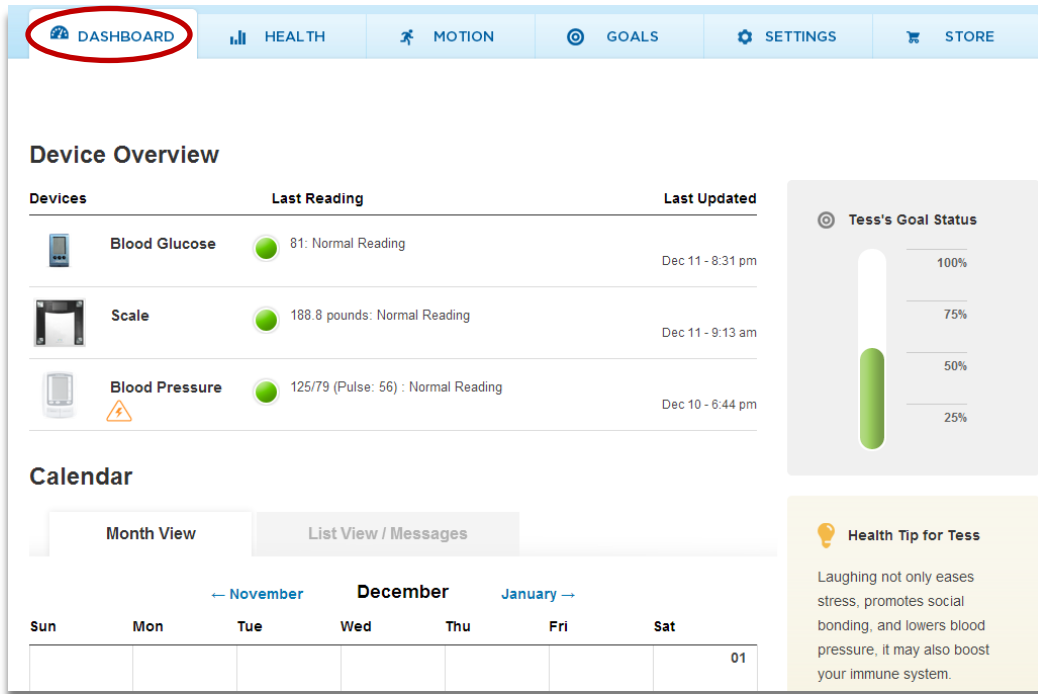 DASHBOARD HEALTH MOTION GOALS SETTINGS STORE
Device Overview
Devices Last Reading Last Updated
Blood Glucose 81: Normal Reading
Dec 11 - 8:31 pm
Scale 188.8 pounds: Normal Reading
Dec 11 - 9:13 am
Blood Pressure 125/79 (Pulse: 56) : Normal Reading
Dec 10 - 6:44 pm
Tess's Goal Status
100%
75%
50%
25%
Calendar
Month View List View / Messages
← November December January →
Sun Mon Tue Wed Thu Fri Sat
01
Health Tip for Tess
Laughing not only eases
stress, promotes social
bonding, and lowers blood
pressure, it may also boost
your immune system.